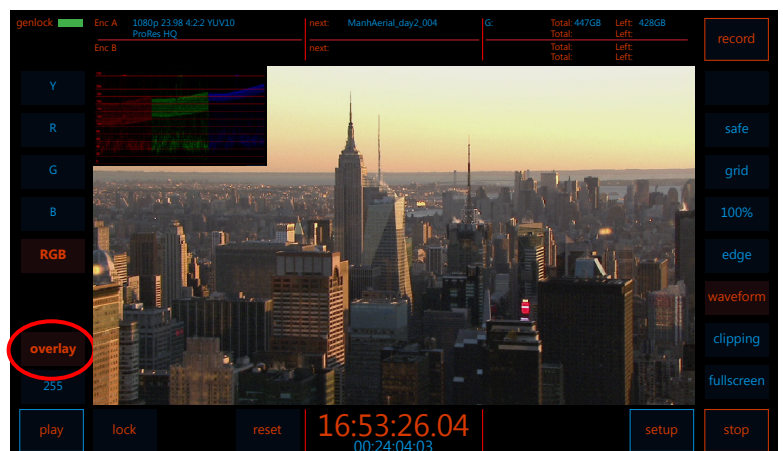 genlock
Enc A 1080p 23.98 4:2:2 YUV10
ProRes HQ
next: ManhAerial_day2_004
G: Total: 447GB Left: 428GB
Total: Left:
Enc B
next:
Total: Left:
Total: Left:
record
Y
R
G
B
RGB
overlay
255
safe
grid
100%
edge
waveform
clipping
fullscreen
play
lock
reset
16:53:26.04
00:24:04:03
setup
stop